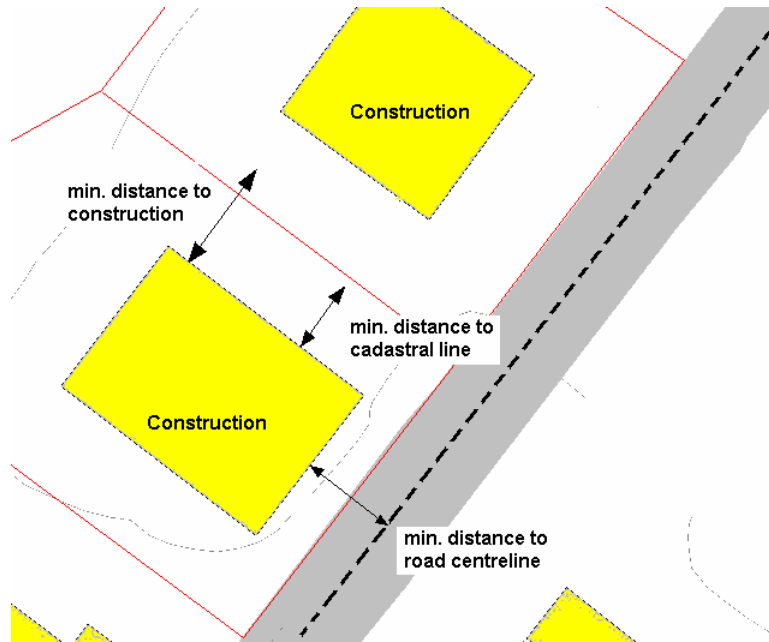 Construction
min. distance to
construction
min. distance to
cadastral line
Construction
min. distance to
road centreline